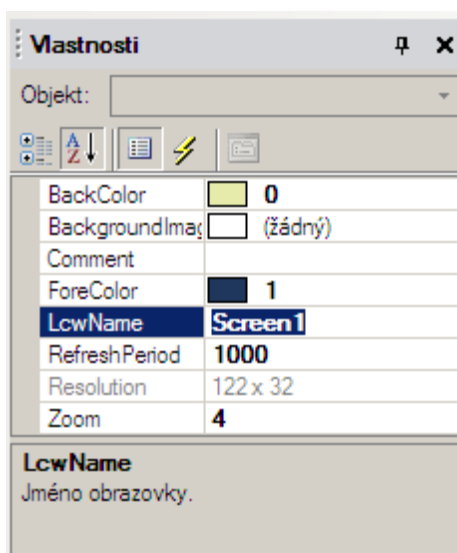 Vlastnosti
Objekt:
BackColor 0
BackgroundImag (žádný)
Comment
ForeColor 1
LcwName Screen1
RefreshPeriod 1000
Resolution 122 x 32
Zoom 4
LcwName
Jméno obrazovky.